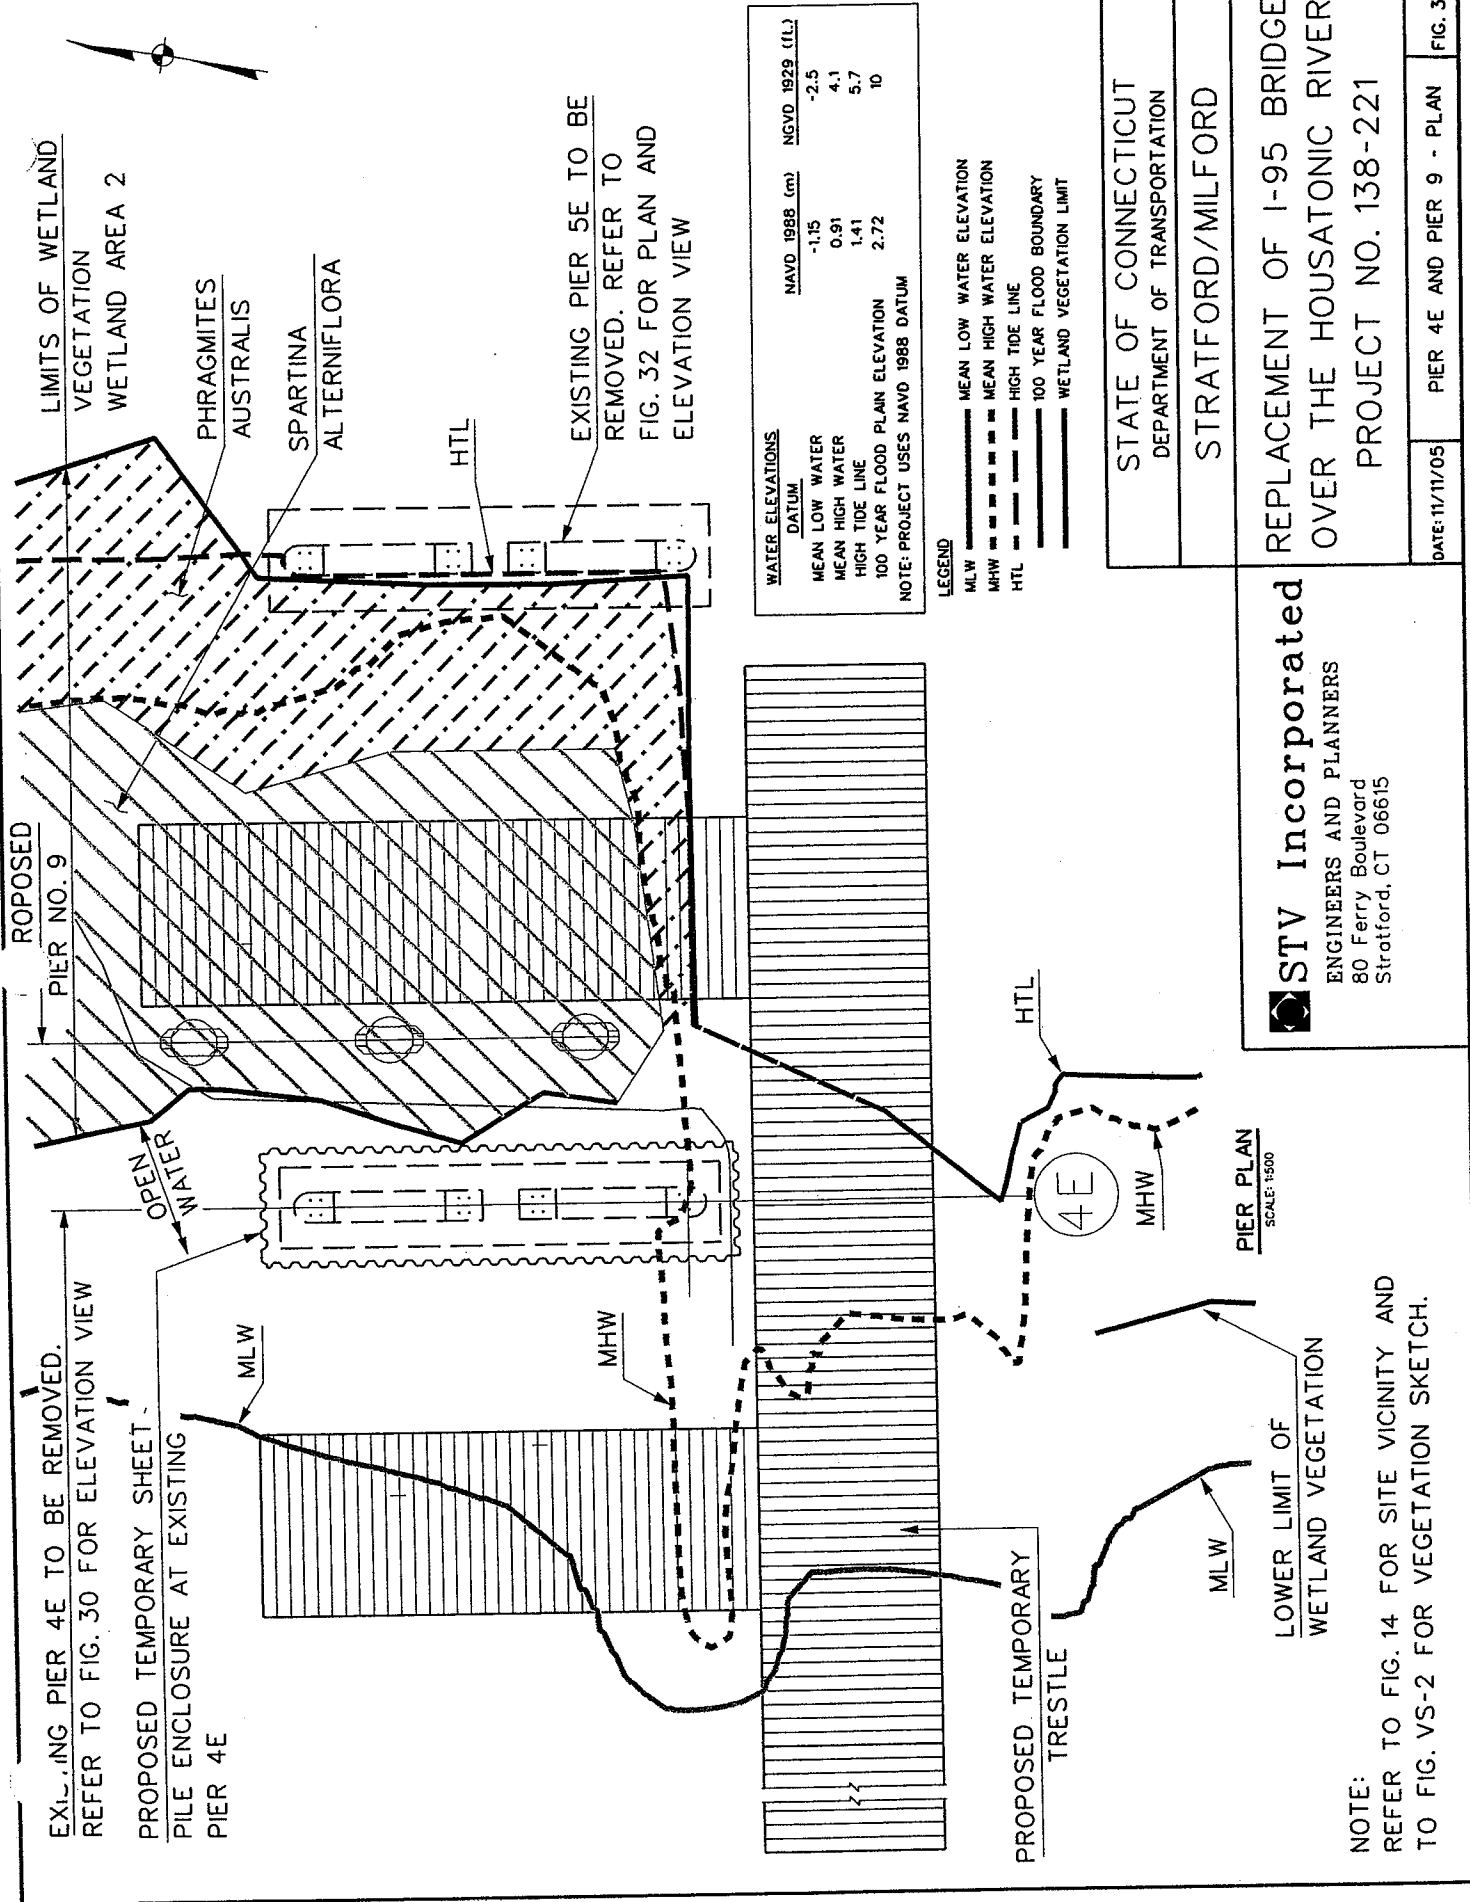 EXISTING PIER 4E TO BE REMOVED.
REFER TO FIG. 30 FOR ELEVATION VIEW
PROPOSED TEMPORARY SHEET
PILE ENCLOSURE AT EXISTING
PIER 4E
OPEN
WATER
ROPOSED
PIER NO. 9
LIMITS OF WETLAND
VEGETATION
WETLAND AREA 2
PHRAGMITES
AUSTRALIS
SPARTINA
ALTERNIFLORA
HTL
EXISTING PIER 5E TO BE
REMOVED. REFER TO
FIG. 32 FOR PLAN AND
ELEVATION VIEW
MLW
MHW
PROPOSED TEMPORARY
TRESTLE
HTL
4E
MHW
MLW
LOWER LIMIT OF
WETLAND VEGETATION
PIER PLAN
SCALE: 1:500
NOTE:
REFER TO FIG. 14 FOR SITE VICINITY AND
TO FIG. VS-2 FOR VEGETATION SKETCH.
WATER ELEVATIONS
DATUM NAVD 1988 (m) NGVD 1929 (ft.)
MEAN LOW WATER -1.15 -2.5
MEAN HIGH WATER 0.91 4.1
HIGH TIDE LINE 1.41 5.7
100 YEAR FLOOD PLAIN ELEVATION 2.72 10
NOTE: PROJECT USES NAVD 1988 DATUM
LEGEND
MLW MEAN LOW WATER ELEVATION
MHW MEAN HIGH WATER ELEVATION
HTL HIGH TIDE LINE
100 YEAR FLOOD BOUNDARY
WETLAND VEGETATION LIMIT
STV Incorporated
ENGINEERS AND PLANNERS
80 Ferry Boulevard
Stratford, CT 06615
STATE OF CONNECTICUT
DEPARTMENT OF TRANSPORTATION
STRATFORD/MILFORD
REPLACEMENT OF I-95 BRIDGE
OVER THE HOUSATONIC RIVER
PROJECT NO. 138-221
DATE: 11/11/05 PIER 4E AND PIER 9 - PLAN FIG. 3